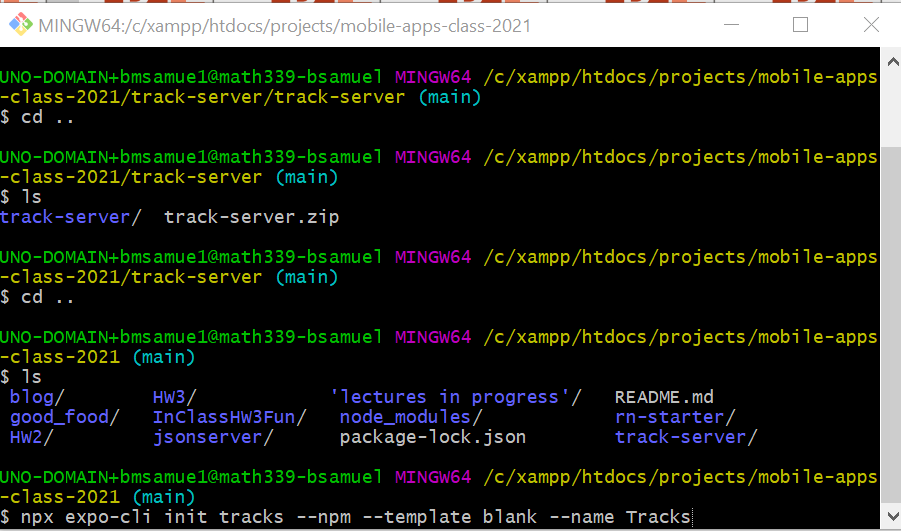 MINGW64:/c/xampp/htdocs/projects/mobile-apps-class-2021
UNO-DOMAIN+bmsamue1@math339-bsamuel MINGW64 /c/xampp/htdocs/projects/mobile-apps
-class-2021/track-server/track-server (main)
$ cd ..
UNO-DOMAIN+bmsamue1@math339-bsamuel MINGW64 /c/xampp/htdocs/projects/mobile-apps
-class-2021/track-server (main)
$ ls
track-server/  track-server.zip
UNO-DOMAIN+bmsamue1@math339-bsamuel MINGW64 /c/xampp/htdocs/projects/mobile-apps
-class-2021/track-server (main)
$ cd ..
UNO-DOMAIN+bmsamue1@math339-bsamuel MINGW64 /c/xampp/htdocs/projects/mobile-apps
-class-2021 (main)
$ ls
blog/        HW3/            'lectures in progress'/   README.md
good_food/   InClassHW3Fun/   node_modules/            rn-starter/
HW2/         jsonserver/      package-lock.json        track-server/
UNO-DOMAIN+bmsamue1@math339-bsamuel MINGW64 /c/xampp/htdocs/projects/mobile-apps
-class-2021 (main)
$ npx expo-cli init tracks --npm --template blank --name Tracks